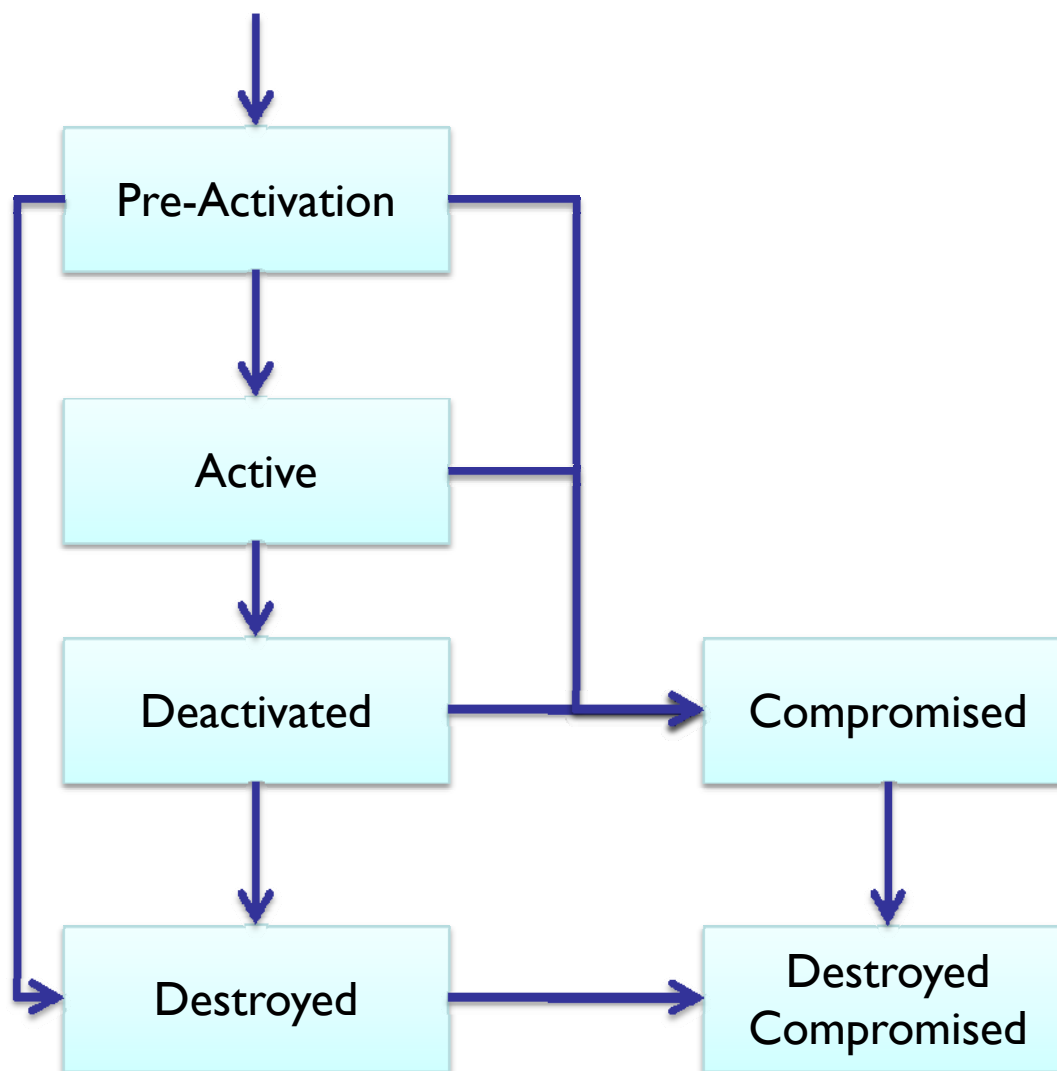 Pre-Activation
Active
Deactivated
Compromised
Destroyed
Destroyed
Compromised